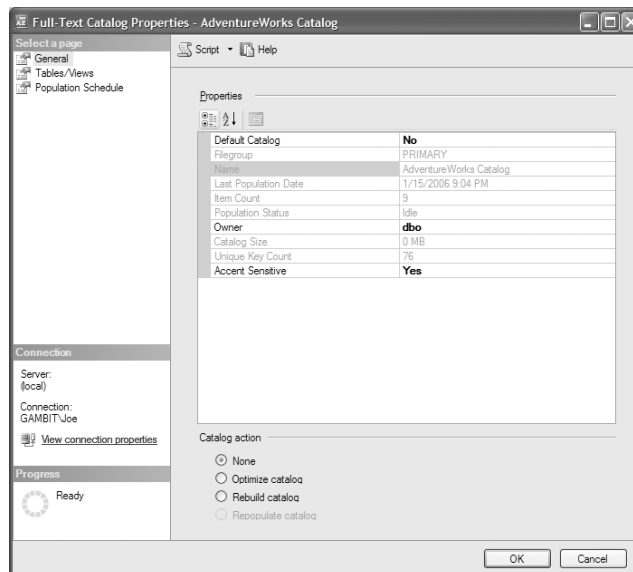 Full-Text Catalog Properties - AdventureWorks Catalog
Select a page
General
Tables/Views
Population Schedule
Script
Help
Properties
Default Catalog No
Filegroup PRIMARY
Name AdventureWorks Catalog
Last Population Date 1/15/2006 9:04 PM
Item Count 9
Population Status Idle
Owner dbo
Catalog Size 0 MB
Unique Key Count 76
Accent Sensitive Yes
Connection
Server:
(local)
Connection:
GAMBIT\Joe
View connection properties
Progress
Ready
Catalog action
None
Optimize catalog
Rebuild catalog
Repopulate catalog
OK
Cancel